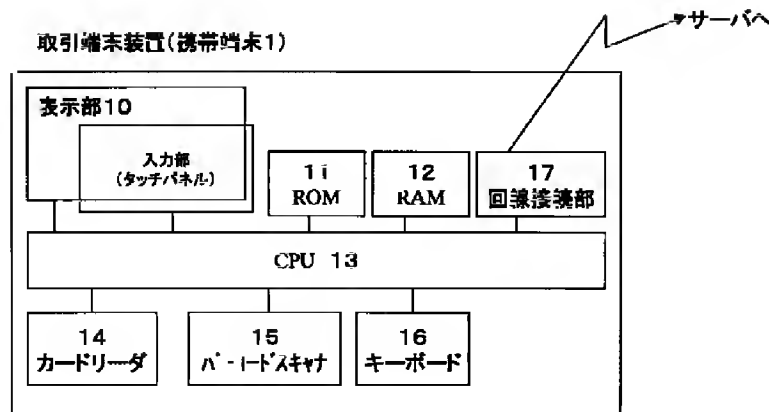 サーバへ
取引端末装置(携帯端末1)
表示部10
入力部
(タッチパネル)
11
ROM
12
RAM
17
回線接続部
CPU 13
14
カードリーダ
15
バーコードスキャナ
16
キーボード